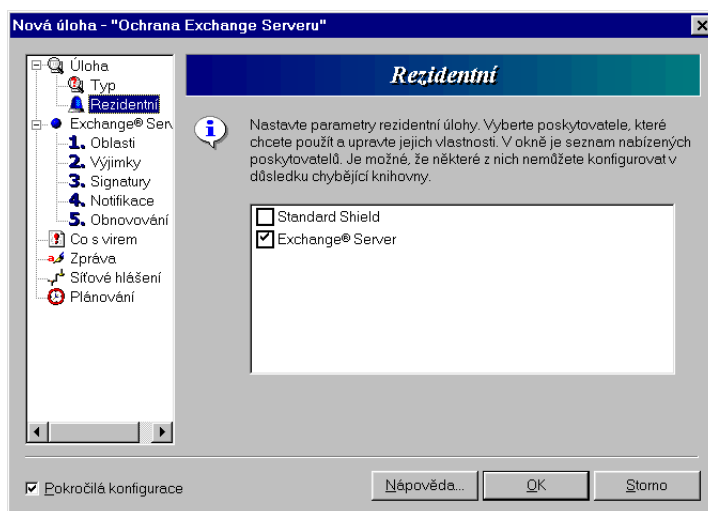 Nová úloha - "Ochrana Exchange Serveru"
Úloha
Typ
Rezidentní
Exchange® Serv
1. Oblasti
2. Výjimky
3. Signatury
4. Notifikace
5. Obnovování
Co s virem
Zpráva
Síťové hlášení
Plánování
Rezidentní
Nastavte parametry rezidentní úlohy. Vyberte poskytovatele, které
chcete použít a upravte jejich vlastnosti. V okně je seznam nabízených
poskytovatelů. Je možné, že některé z nich nemůžete konfigurovat v
důsledku chybějící knihovny.
Standard Shield
Exchange® Server
Pokročilá konfigurace
Nápověda...
OK
Storno